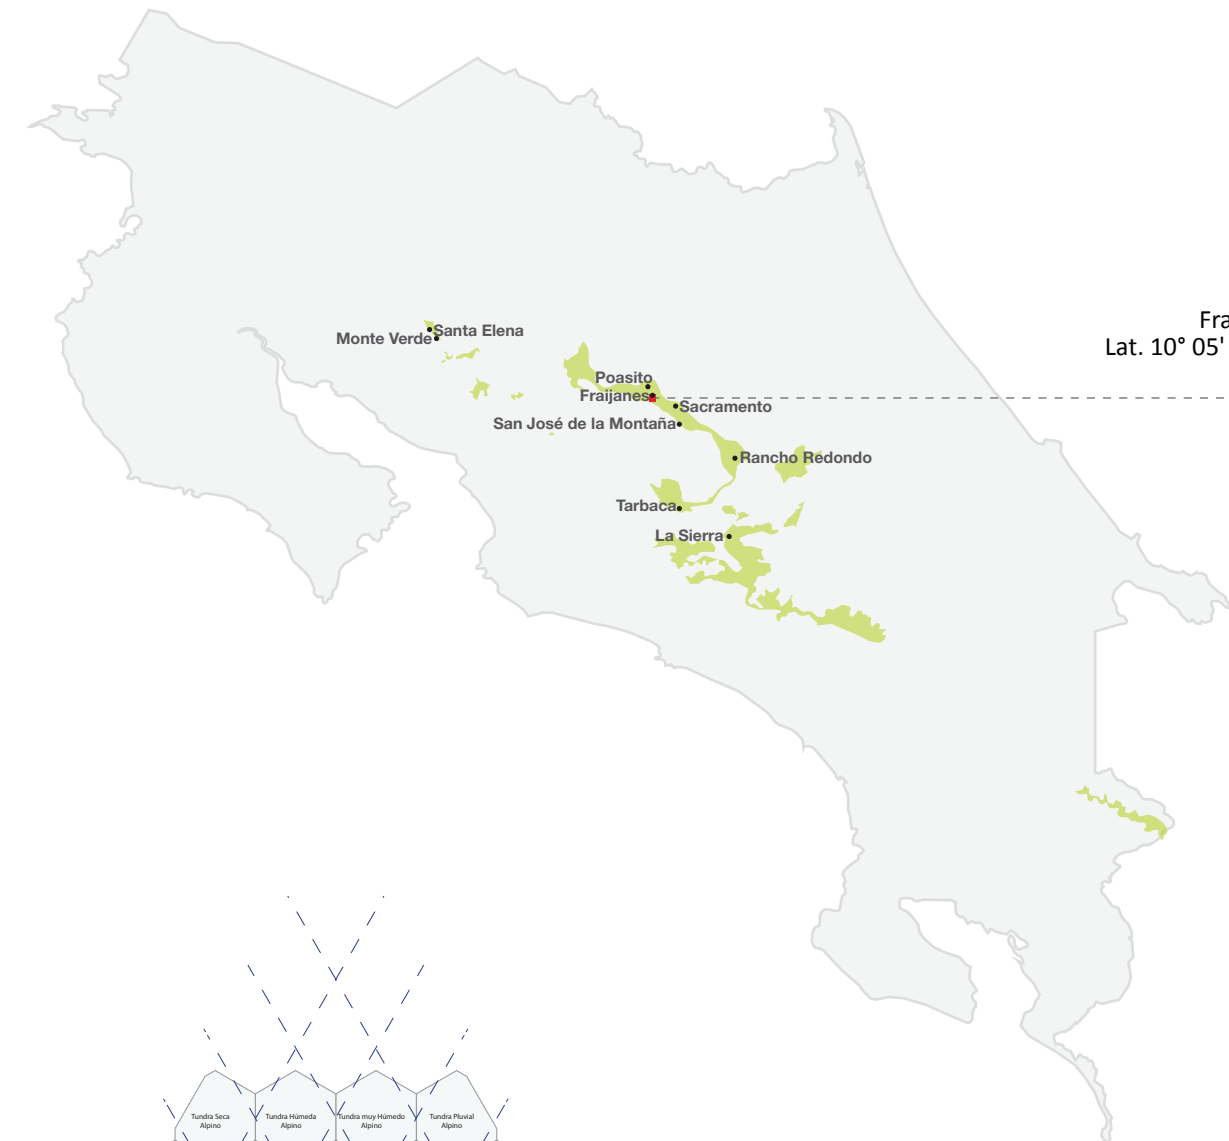 Fra
Lat. 10° 05'
Santa Elena
Monte Verde
Poasito
Fraijanes
Sacramento
San José de la Montaña
Rancho Redondo
Tarbaca
La Sierra
Tundra Seca
Alpino
Tundra Húmeda
Alpino
Tundra muy Húmedo
Alpino
Tundra Pluvial
Alpino